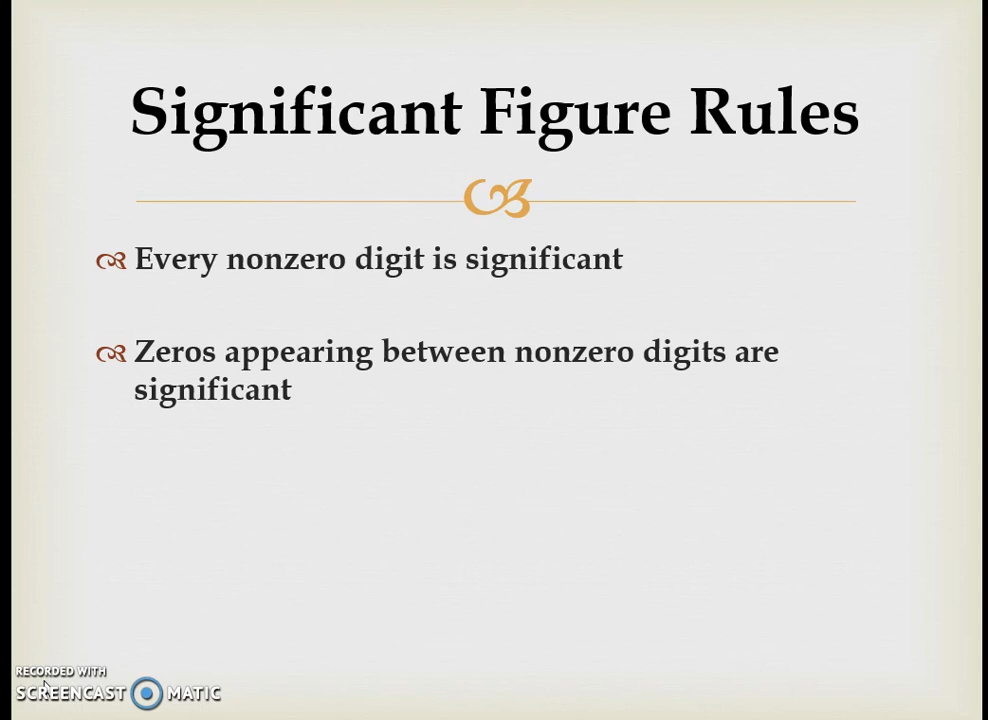 Significant Figure Rules
Every nonzero digit is significant
Zeros appearing between nonzero digits are
significant
RECORDED WITH
SCREENCAST MATIC